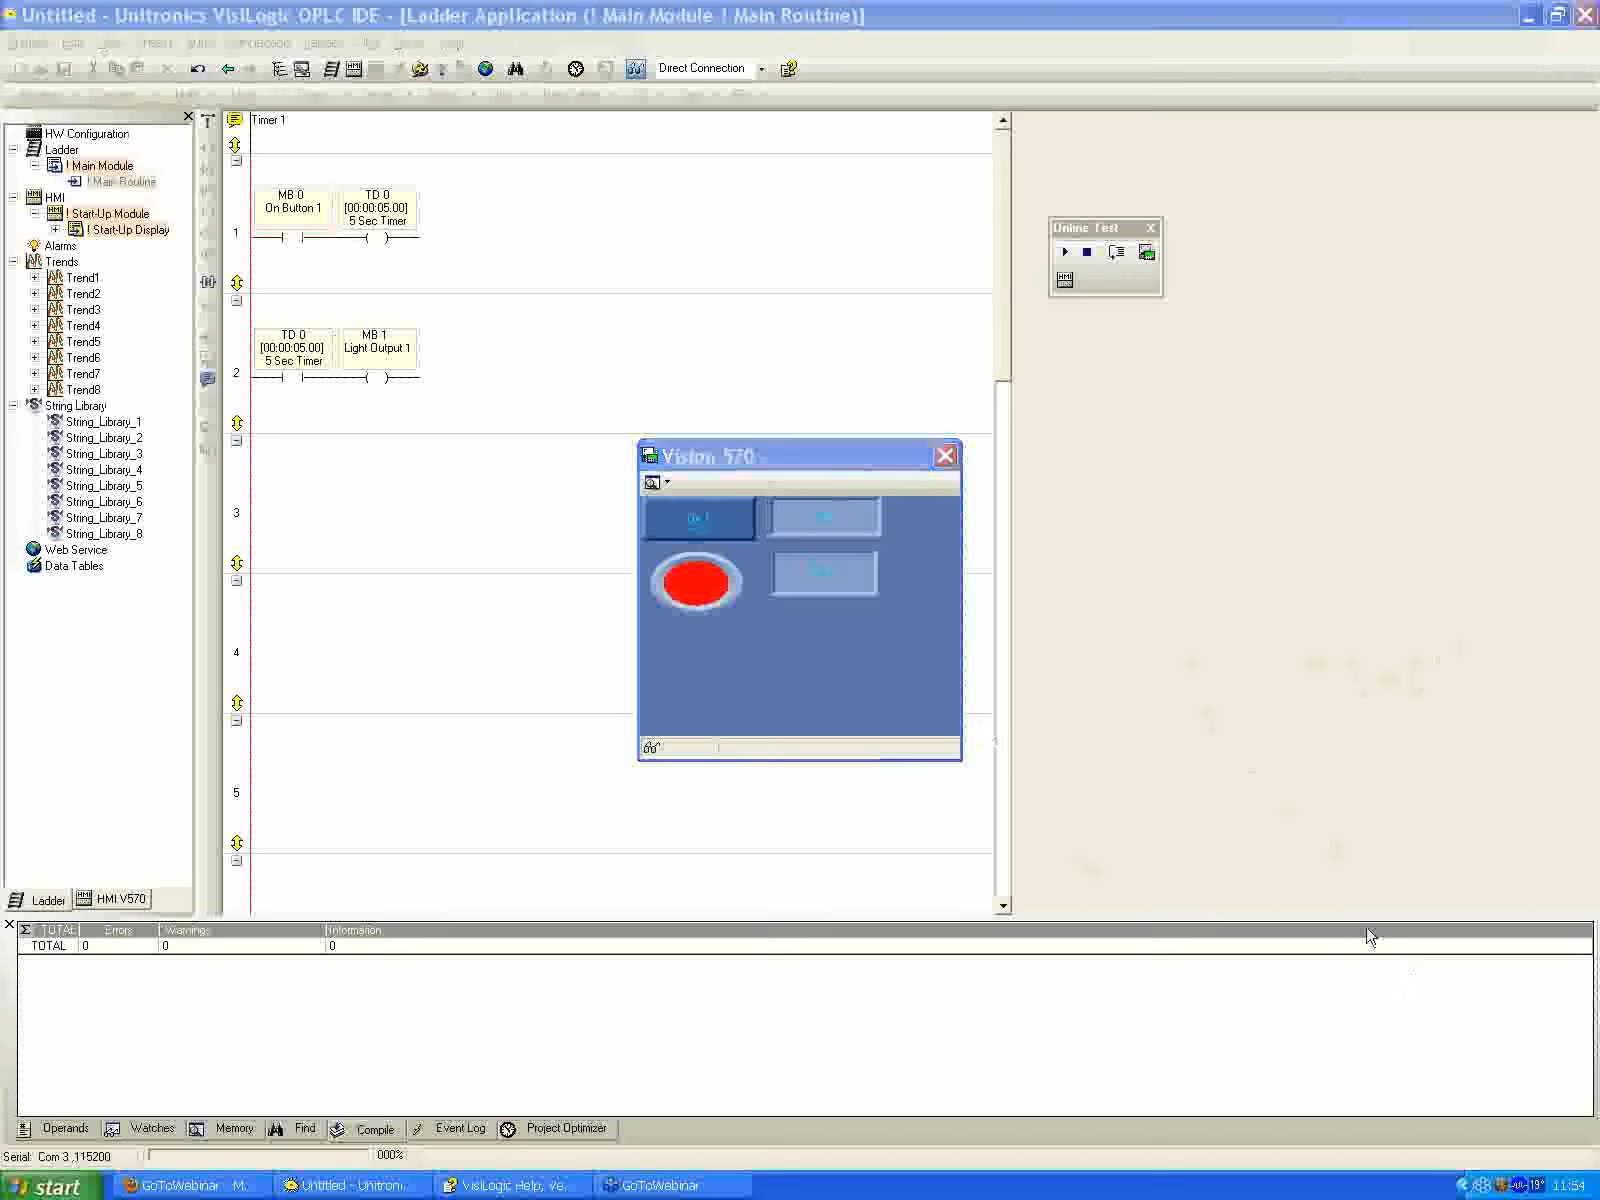 Untitled - Unitronics VisiLogic OPLC IDE - [Ladder Application (! Main Module ! Main Routine)]
Direct Connection
HW Configuration
Ladder
! Main Module
! Main Routine
HMI
! Start-Up Module
! Start-Up Display
Alarms
Trends
Trend1
Trend2
Trend3
Trend4
Trend5
Trend6
Trend7
Trend8
String Library
String_Library_1
String_Library_2
String_Library_3
String_Library_4
String_Library_5
String_Library_6
String_Library_7
String_Library_8
Web Service
Data Tables
Ladder
HMI V570
Timer 1
MB 0
On Button 1
TD 0
[00:00:05.00]
5 Sec Timer
1
TD 0
[00:00:05.00]
5 Sec Timer
MB 1
Light Output 1
2
3
4
5
Online Test
HMI
Vision 570
TOTAL Errors Warnings Information
TOTAL 0 0 0
Operands Watches Memory Find Compile Event Log Project Optimizer
Serial: Com 3 ,115200 000%
start GoToWebinar M... Untitled - Unitroni... VisiLogic Help, Ve... GoToWebinar 19° 11:54